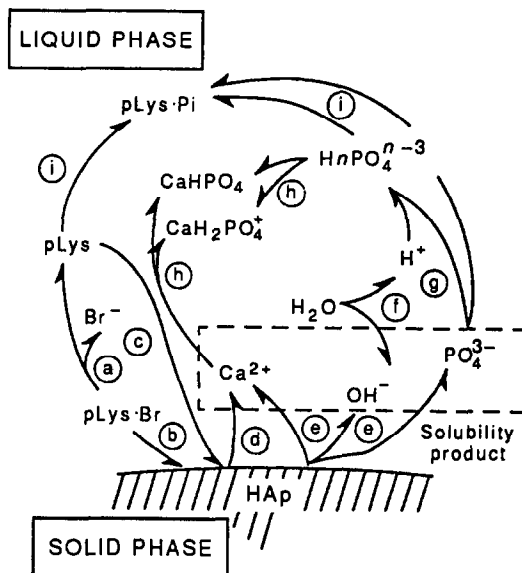 LIQUID PHASE
pLys·Pi
i
HnPO₄ⁿ⁻³
CaHPO₄
h
i
CaH₂PO₄⁺
pLys
H⁺
h
g
Br⁻
c
H₂O
f
a
PO₄³⁻
Ca²⁺
OH⁻
pLys·Br
b
d
e
e
Solubility
product
HAp
SOLID PHASE